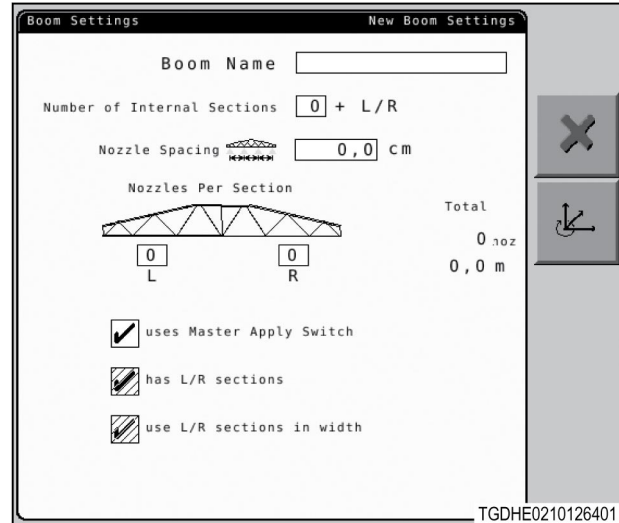 Boom Settings New Boom Settings
Boom Name
Number of Internal Sections 0 + L/R
Nozzle Spacing 0,0 cm
Nozzles Per Section
Total
0 noz
0 0
0,0 m
L R
uses Master Apply Switch
has L/R sections
use L/R sections in width
TGDHE0210126401